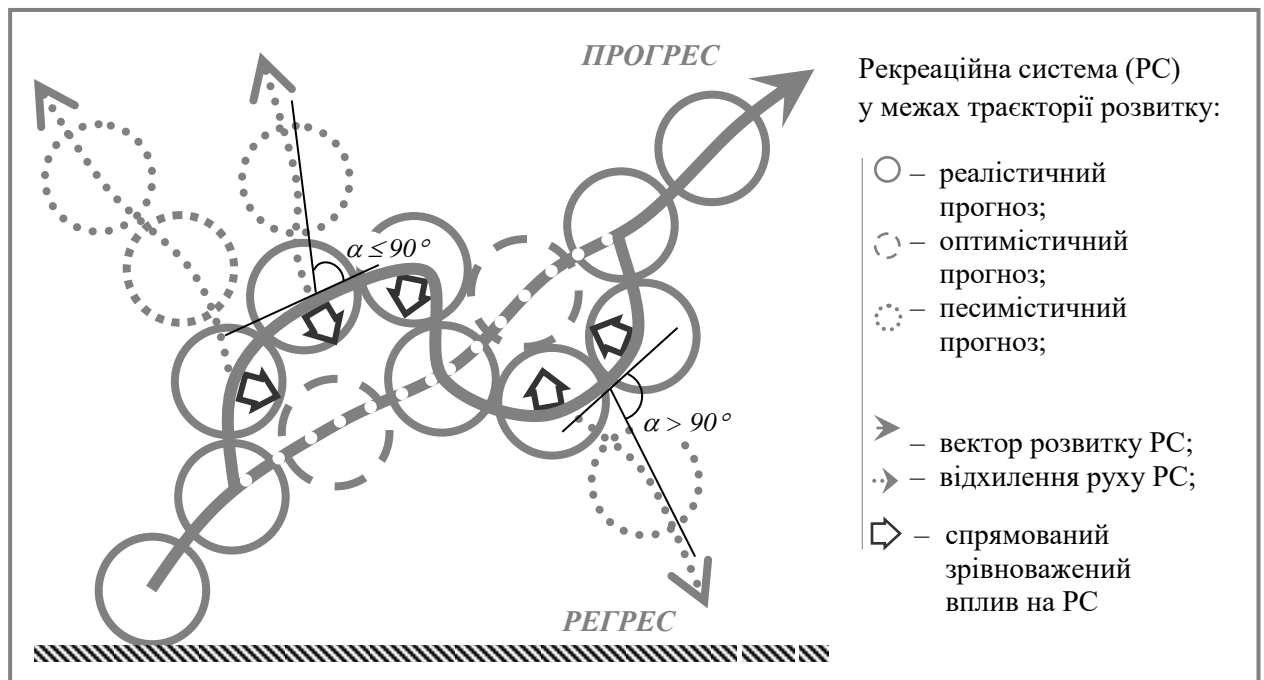 ПРОГРЕС
α ≤ 90°
α > 90°
РЕГРЕС
Рекреаційна система (РС)
у межах траєкторії розвитку:
– реалістичний
прогноз;
– оптимістичний
прогноз;
– песимістичний
прогноз;
– вектор розвитку РС;
– відхилення руху РС;
– спрямований
зрівноважений
вплив на РС